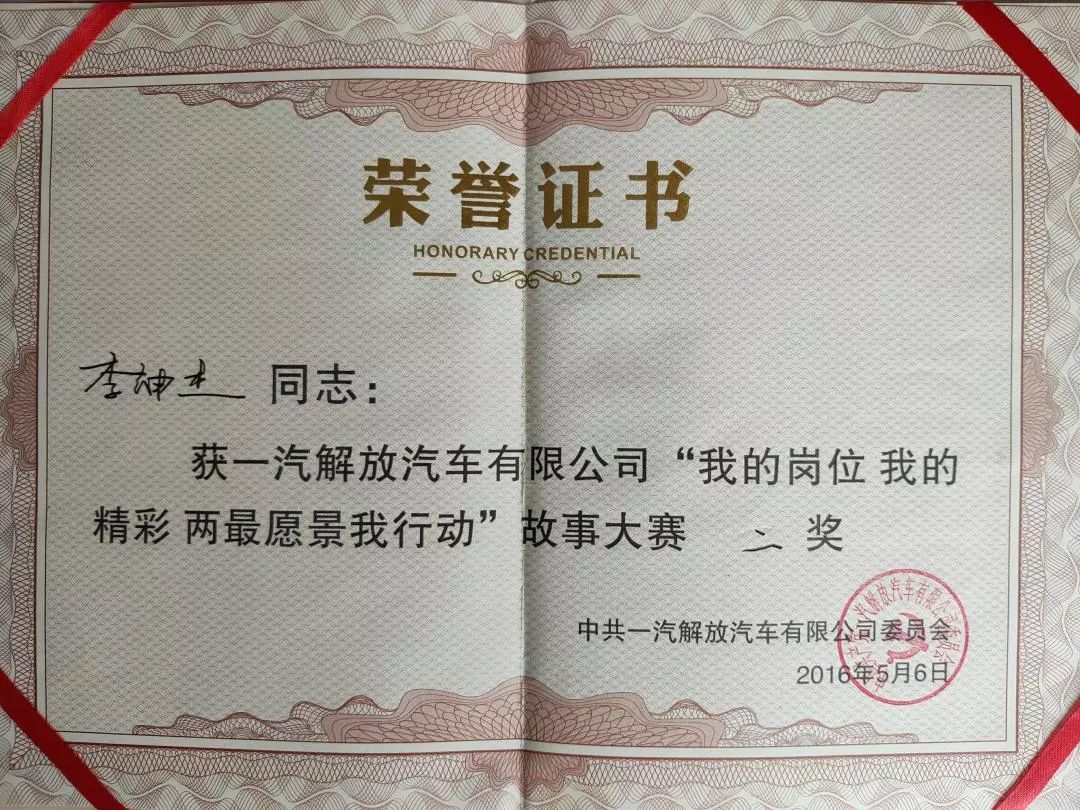 荣誉证书
HONORARY CREDENTIAL
李坤杰 同志：
获一汽解放汽车有限公司“我的岗位 我的
精彩 两最愿景我行动”故事大赛 二 奖
中共一汽解放汽车有限公司委员会
2016年5月6日